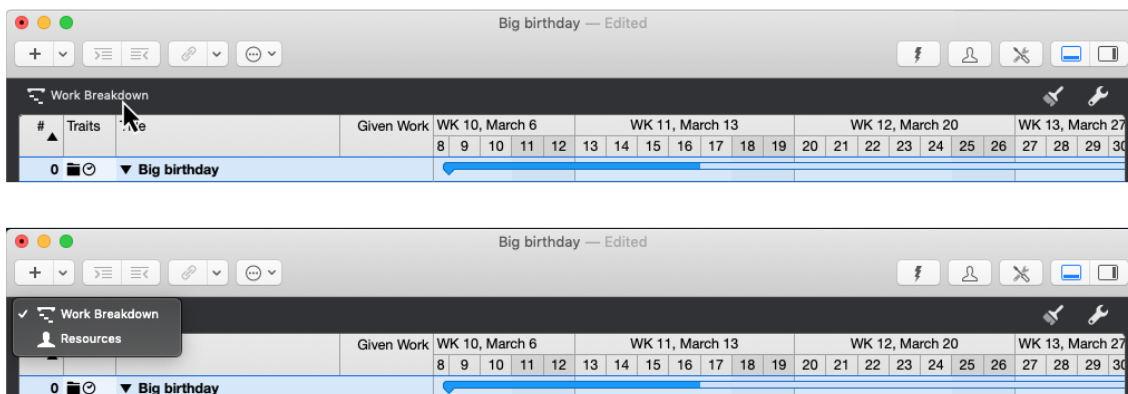 Big birthday — Edited
Work Breakdown
# Traits Given Work WK 10, March 6 WK 11, March 13 WK 12, March 20 WK 13, March 27
8 9 10 11 12 13 14 15 16 17 18 19 20 21 22 23 24 25 26 27 28 29
0 Big birthday
Big birthday — Edited
Work Breakdown
Resources
Given Work WK 10, March 6 WK 11, March 13 WK 12, March 20 WK 13, March 27
8 9 10 11 12 13 14 15 16 17 18 19 20 21 22 23 24 25 26 27 28 29
0 Big birthday